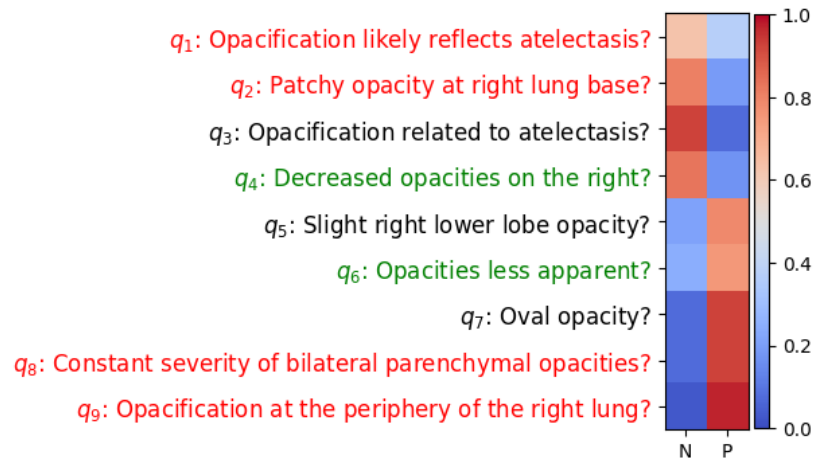 q1: Opacification likely reflects atelectasis?
q2: Patchy opacity at right lung base?
q3: Opacification related to atelectasis?
q4: Decreased opacities on the right?
q5: Slight right lower lobe opacity?
q6: Opacities less apparent?
q7: Oval opacity?
q8: Constant severity of bilateral parenchymal opacities?
q9: Opacification at the periphery of the right lung?
N P
1.0
0.8
0.6
0.4
0.2
0.0